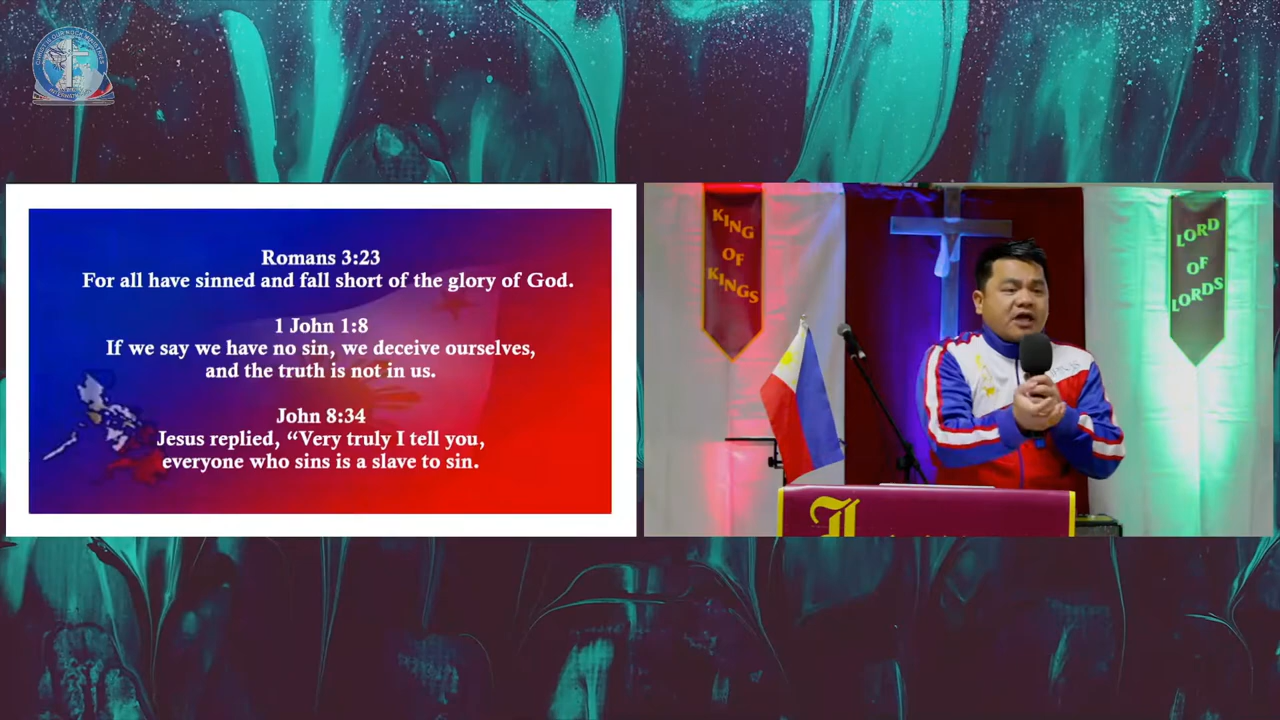 Romans 3:23
For all have sinned and fall short of the glory of God.
1 John 1:8
If we say we have no sin, we deceive ourselves,
and the truth is not in us.
John 8:34
Jesus replied, “Very truly I tell you,
everyone who sins is a slave to sin.
KING
OF
KINGS
LORD
OF
LORDS